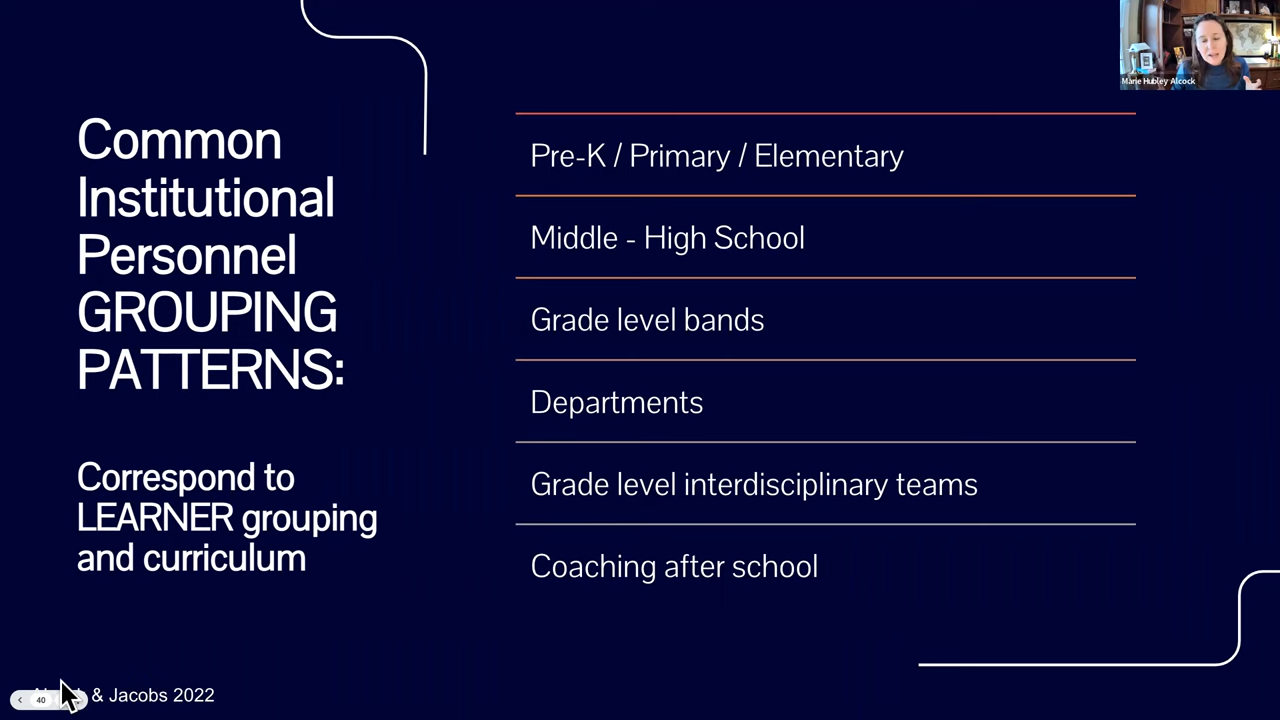 Common
Institutional
Personnel
GROUPING
PATTERNS:
Correspond to
LEARNER grouping
and curriculum
Pre-K / Primary / Elementary
Middle - High School
Grade level bands
Departments
Grade level interdisciplinary teams
Coaching after school
Marie Hubley Alcock
40
& Jacobs 2022